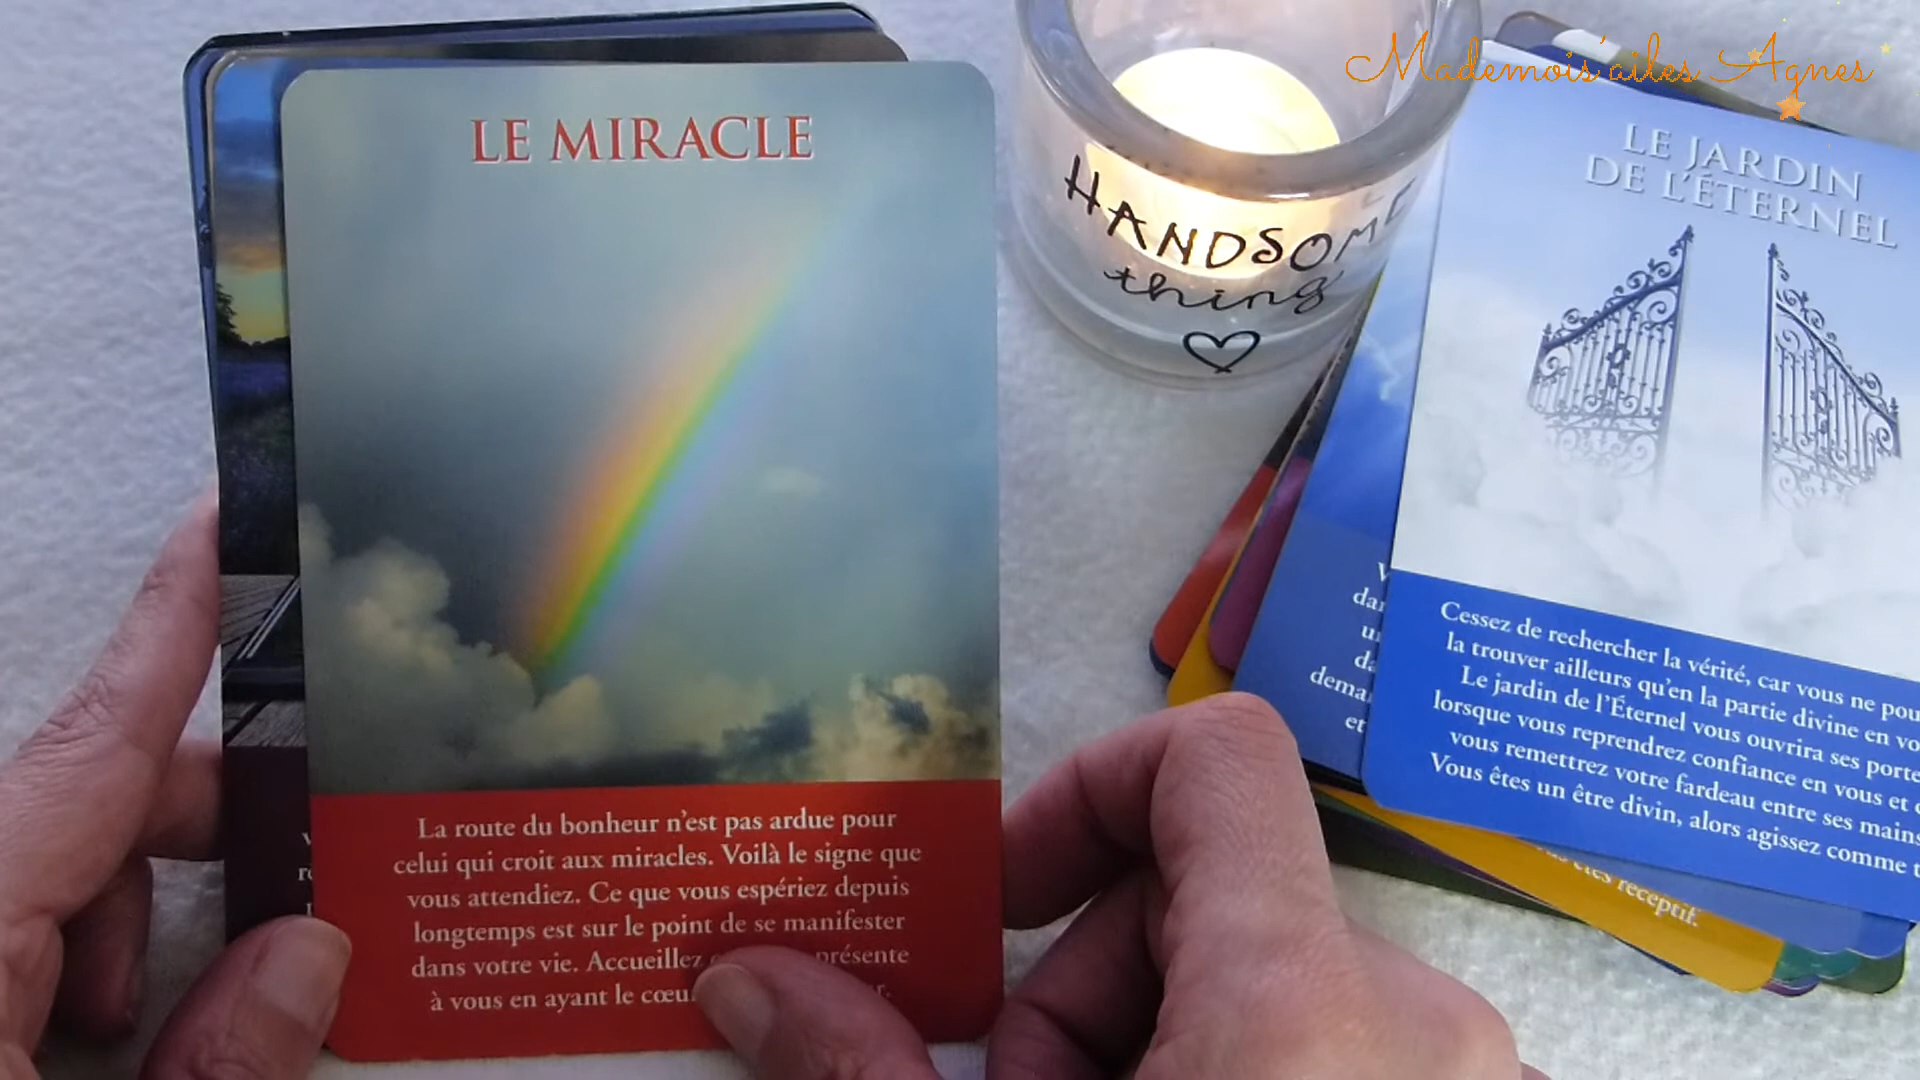 LE MIRACLE
La route du bonheur n'est pas ardue pour
celui qui croit aux miracles. Voilà le signe que
vous attendiez. Ce que vous espériez depuis
longtemps est sur le point de se manifester
dans votre vie. Accueillez présente
à vous en ayant le cœur
HANDSOME
thing
Mademois'ailes Agnes
LE JARDIN
DE L'ÉTERNEL
Cessez de rechercher la vérité, car vous ne
la trouver ailleurs qu'en la partie divine en
Le jardin de l'Éternel vous ouvrira ses
lorsque vous reprendrez confiance en vous et
vous remettrez votre fardeau entre ses mains
Vous êtes un être divin, alors agissez comme
et
êtes réceptif.